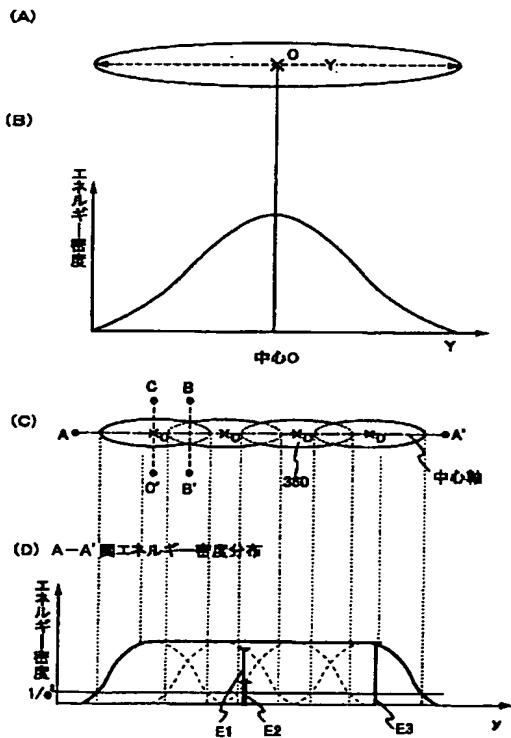 (A)
O
Y
(B)
エネルギー密度
中心O
Y
(C)
C
B
A
O
O
O
O
A'
C'
B'
330
中心軸
(D) A-A'間エネルギー密度分布
エネルギー密度
1/e²
E1
E2
E3
y